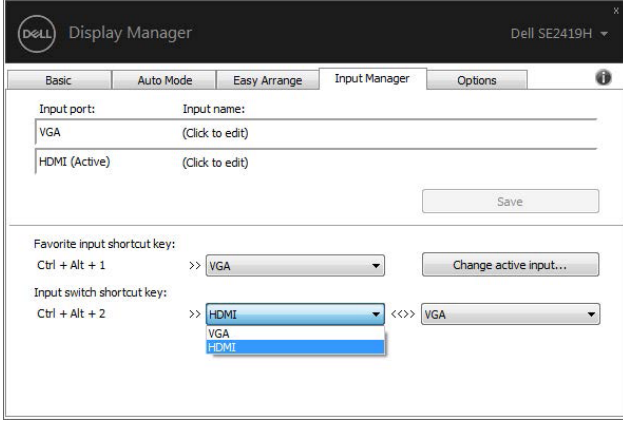 x
DELL Display Manager Dell SE2419H
Basic Auto Mode Easy Arrange Input Manager Options i
Input port: Input name:
VGA (Click to edit)
HDMI (Active) (Click to edit)
Save
Favorite input shortcut key:
Ctrl + Alt + 1 >> VGA Change active input...
Input switch shortcut key:
Ctrl + Alt + 2 >> HDMI <<>> VGA
VGA
HDMI